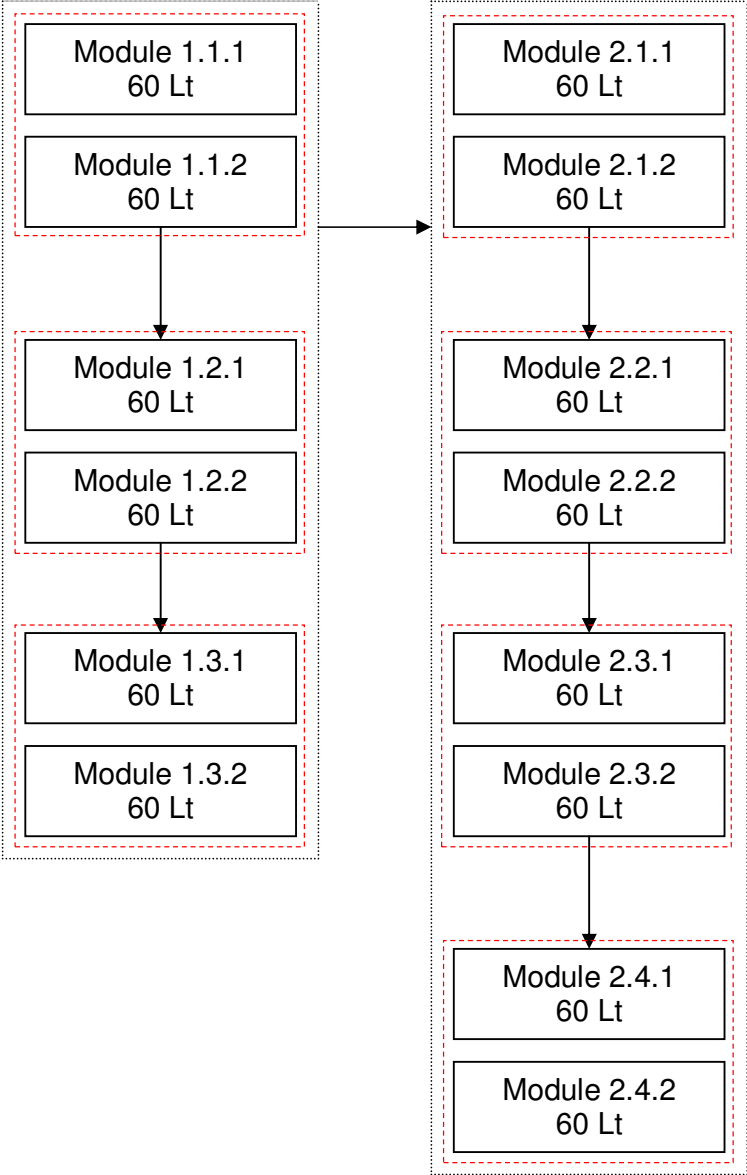 Module 1.1.1
60 Lt
Module 1.1.2
60 Lt
Module 1.2.1
60 Lt
Module 1.2.2
60 Lt
Module 1.3.1
60 Lt
Module 1.3.2
60 Lt
Module 2.1.1
60 Lt
Module 2.1.2
60 Lt
Module 2.2.1
60 Lt
Module 2.2.2
60 Lt
Module 2.3.1
60 Lt
Module 2.3.2
60 Lt
Module 2.4.1
60 Lt
Module 2.4.2
60 Lt